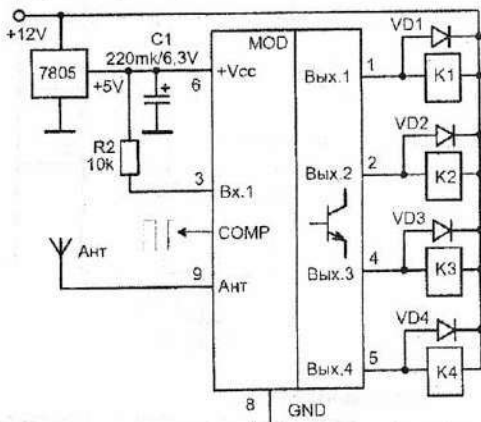 +12V
7805
+5V
C1
220mk/6,3V
6
R2
10k
3
MOD
+Vcc
Вх.1
COMP
Ант
9
Ант
8
GND
Вых.1
1
VD1
K1
Вых.2
2
VD2
K2
Вых.3
4
VD3
K3
Вых.4
5
VD4
K4